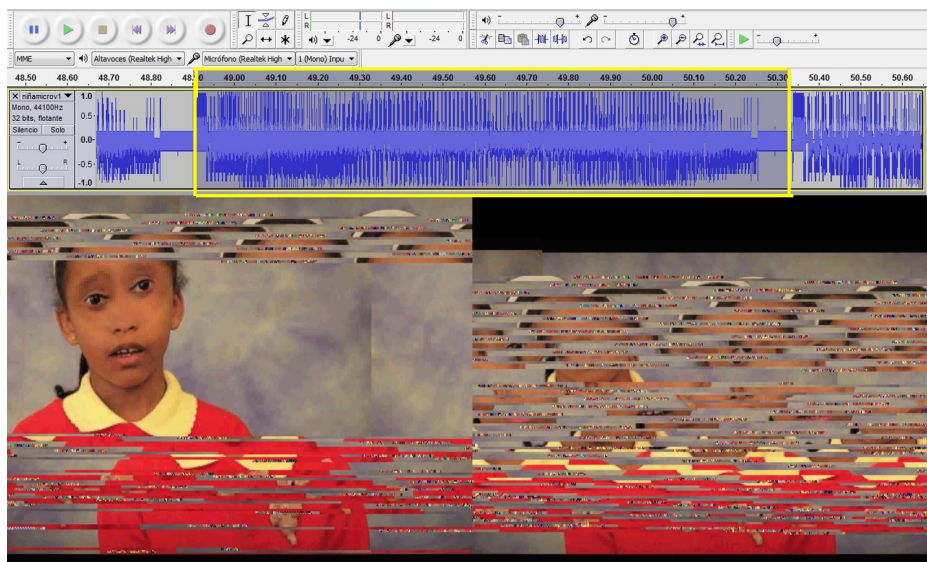 L
R
L
R
-24 0
-24 0
MME
Altavoces (Realtek High
Micrófono (Realtek High
1 (Mono) Inpu
48.50 48.60 48.70 48.80 49.00 49.10 49.20 49.30 49.40 49.50 49.60 49.70 49.80 49.90 50.00 50.10 50.20 50.30 50.40 50.50 50.60
X niñamicrov1
Mono, 44100Hz
32 bits, flotante
Silencio Solo
- +
L R
1.0
0.5
0.0
-0.5
-1.0